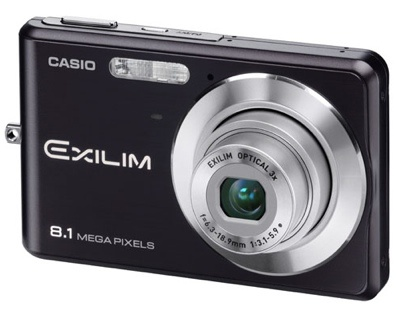 CASIO
EXILIM
8.1 MEGA PIXELS
EXILIM OPTICAL 3x
f=6.3-18.9mm 1:3.1-5.9